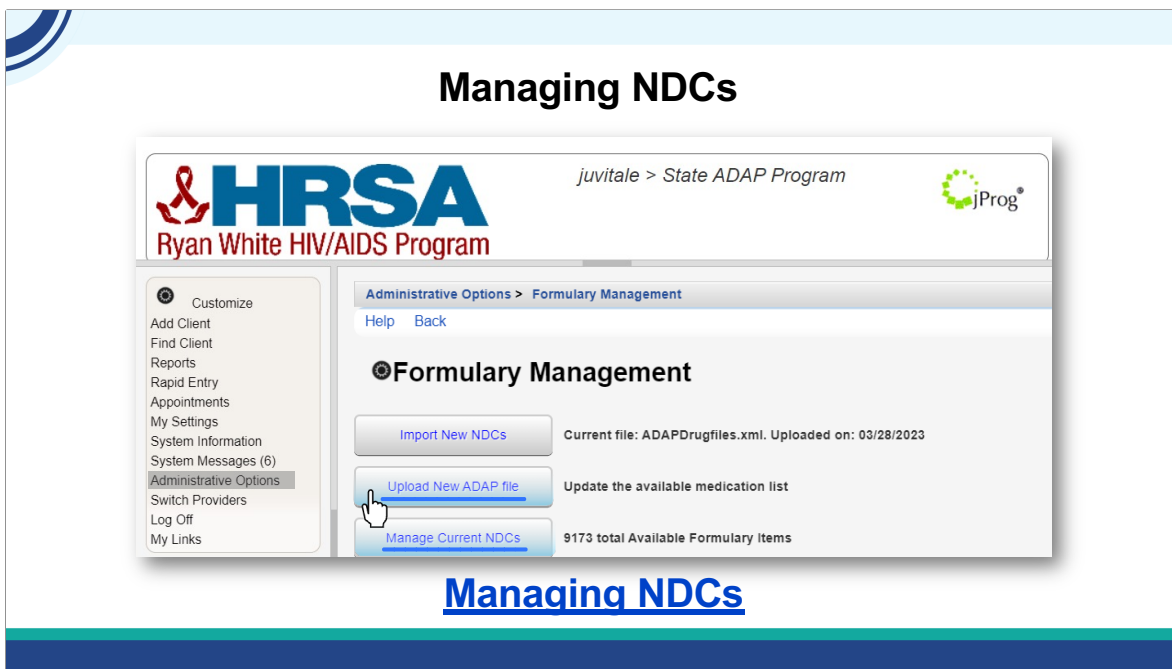 Managing NDCs
HRSA
Ryan White HIV/AIDS Program
juvitale > State ADAP Program
jProg®
Customize
Add Client
Find Client
Reports
Rapid Entry
Appointments
My Settings
System Information
System Messages (6)
Administrative Options
Switch Providers
Log Off
My Links
Administrative Options > Formulary Management
Help Back
Formulary Management
Import New NDCs Current file: ADAPDrugfiles.xml. Uploaded on: 03/28/2023
Upload New ADAP file Update the available medication list
Manage Current NDCs 9173 total Available Formulary Items
Managing NDCs